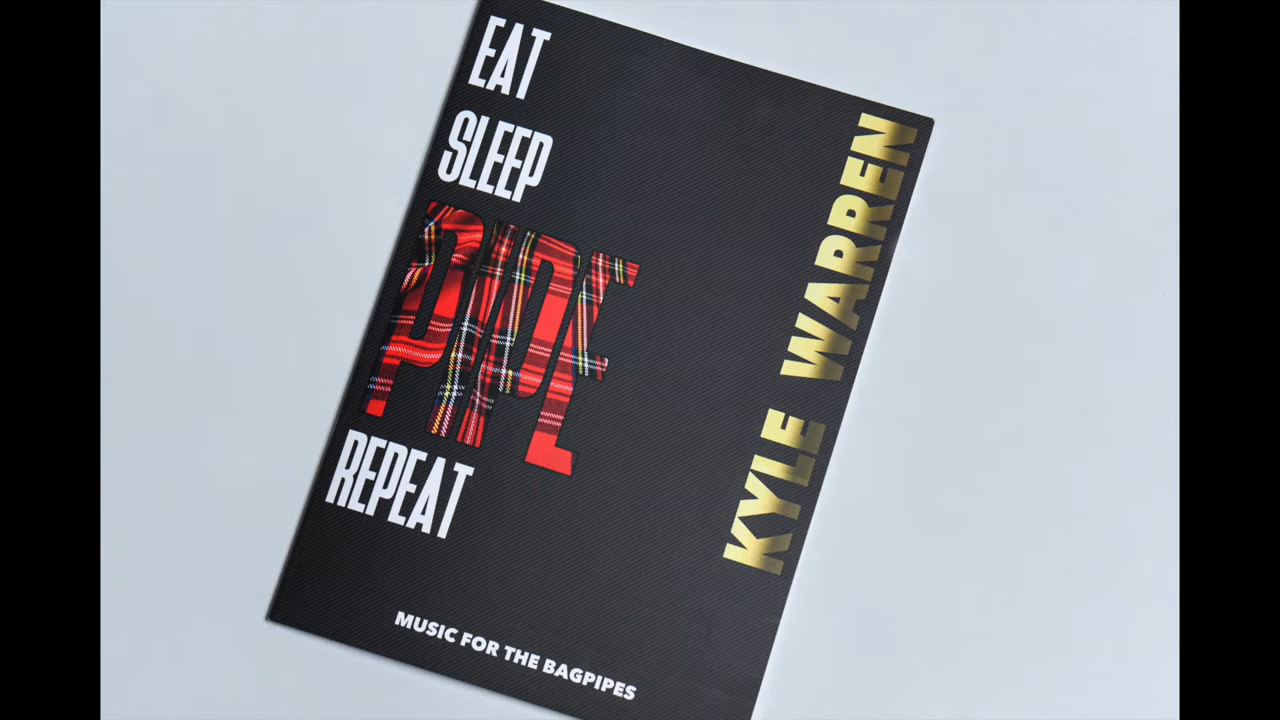 EAT
SLEEP
PIPE
REPEAT
KYLE WARREN
MUSIC FOR THE BAGPIPES